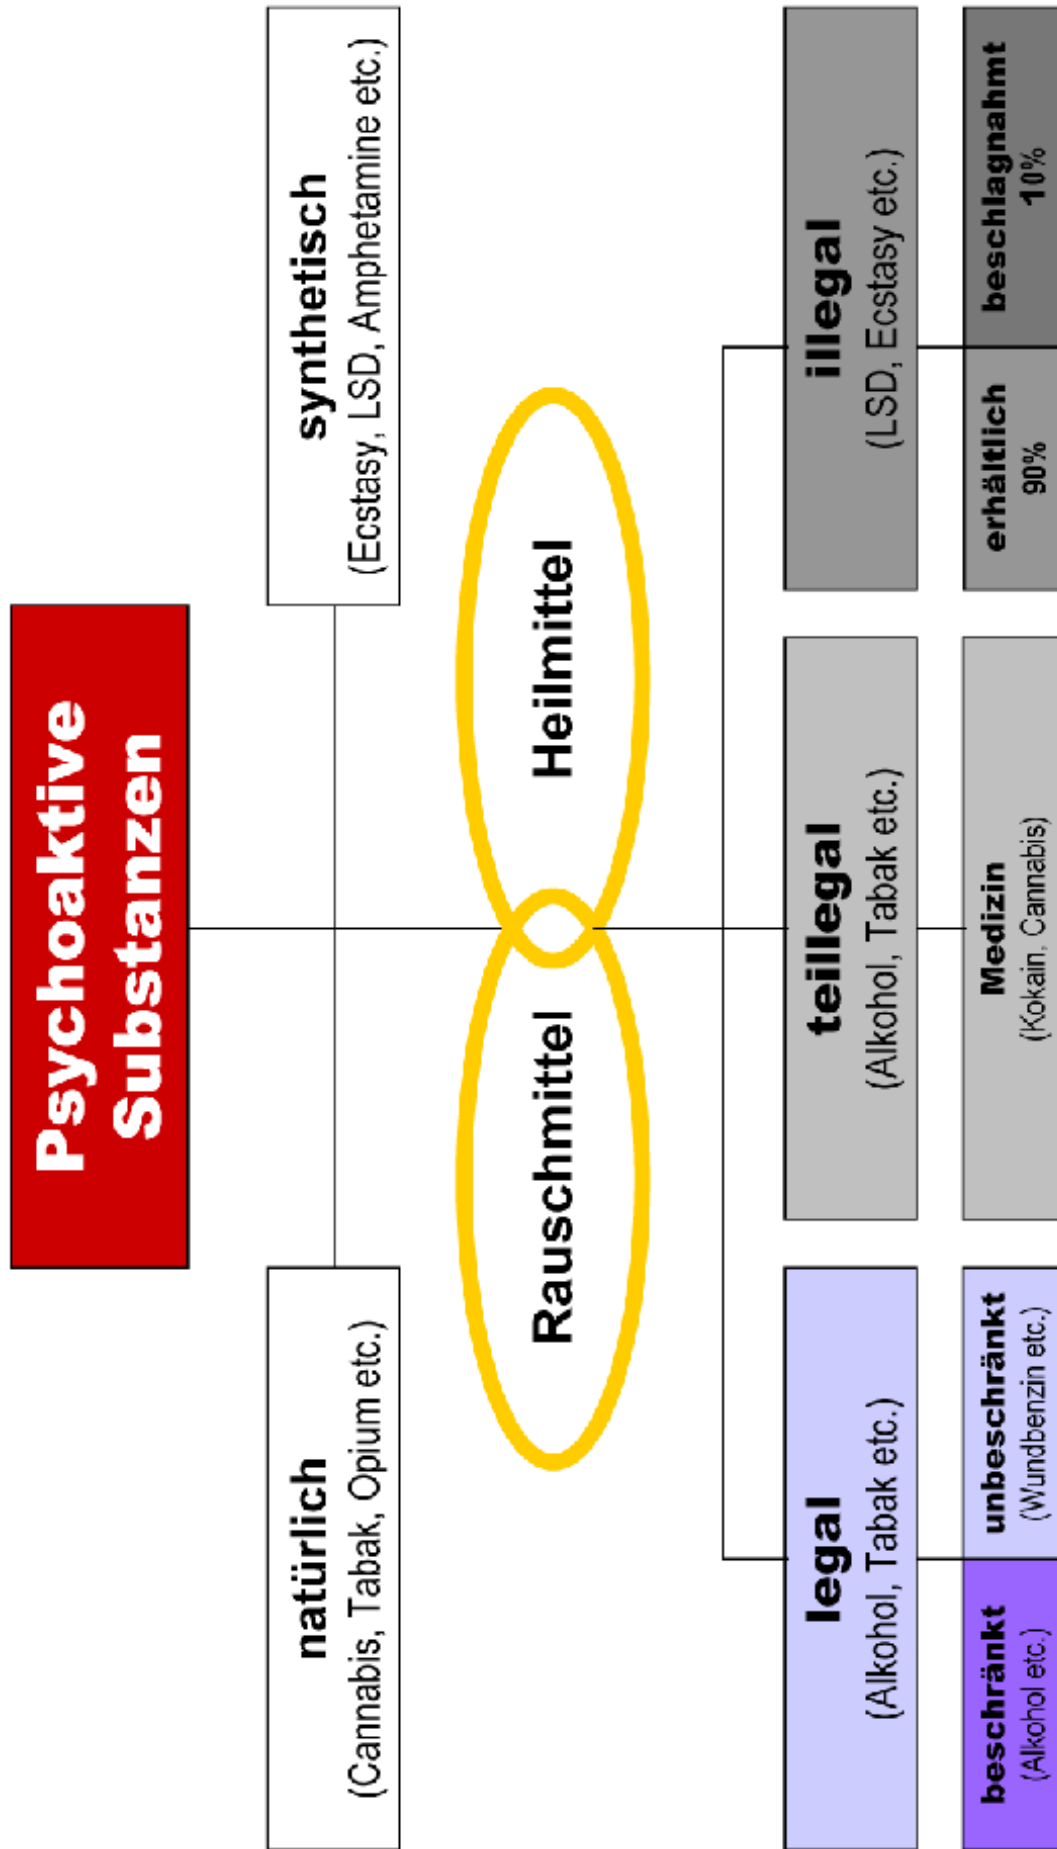 Psychoaktive
Substanzen
natürlich
(Cannabis, Tabak, Opium etc.)
synthetisch
(Ecstasy, LSD, Amphetamine etc.)
Rauschmittel
Heilmittel
legal
(Alkohol, Tabak etc.)
teillegal
(Alkohol, Tabak etc.)
illegal
(LSD, Ecstasy etc.)
beschränkt
(Alkohol etc.)
unbeschränkt
(Wundbenzin etc.)
Medizin
(Kokain, Cannabis)
erhältlich
90%
beschlagnahmt
10%